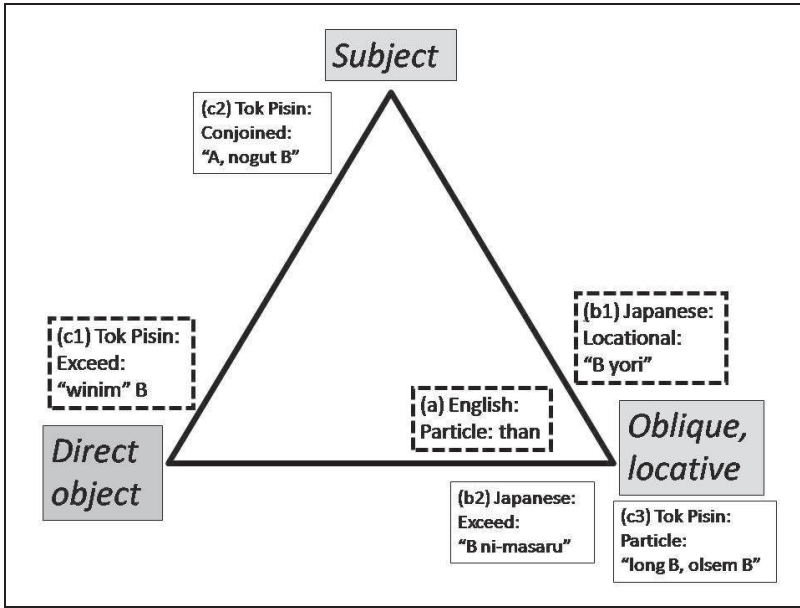 Subject
(c2) Tok Pisin:
Conjoined:
“A, nogut B”
(c1) Tok Pisin:
Exceed:
“winim” B
(b1) Japanese:
Locational:
“B yori”
(a) English:
Particle: than
Direct
object
Oblique,
locative
(b2) Japanese:
Exceed:
“B ni-masaru”
(c3) Tok Pisin:
Particle:
“long B, olsem B”